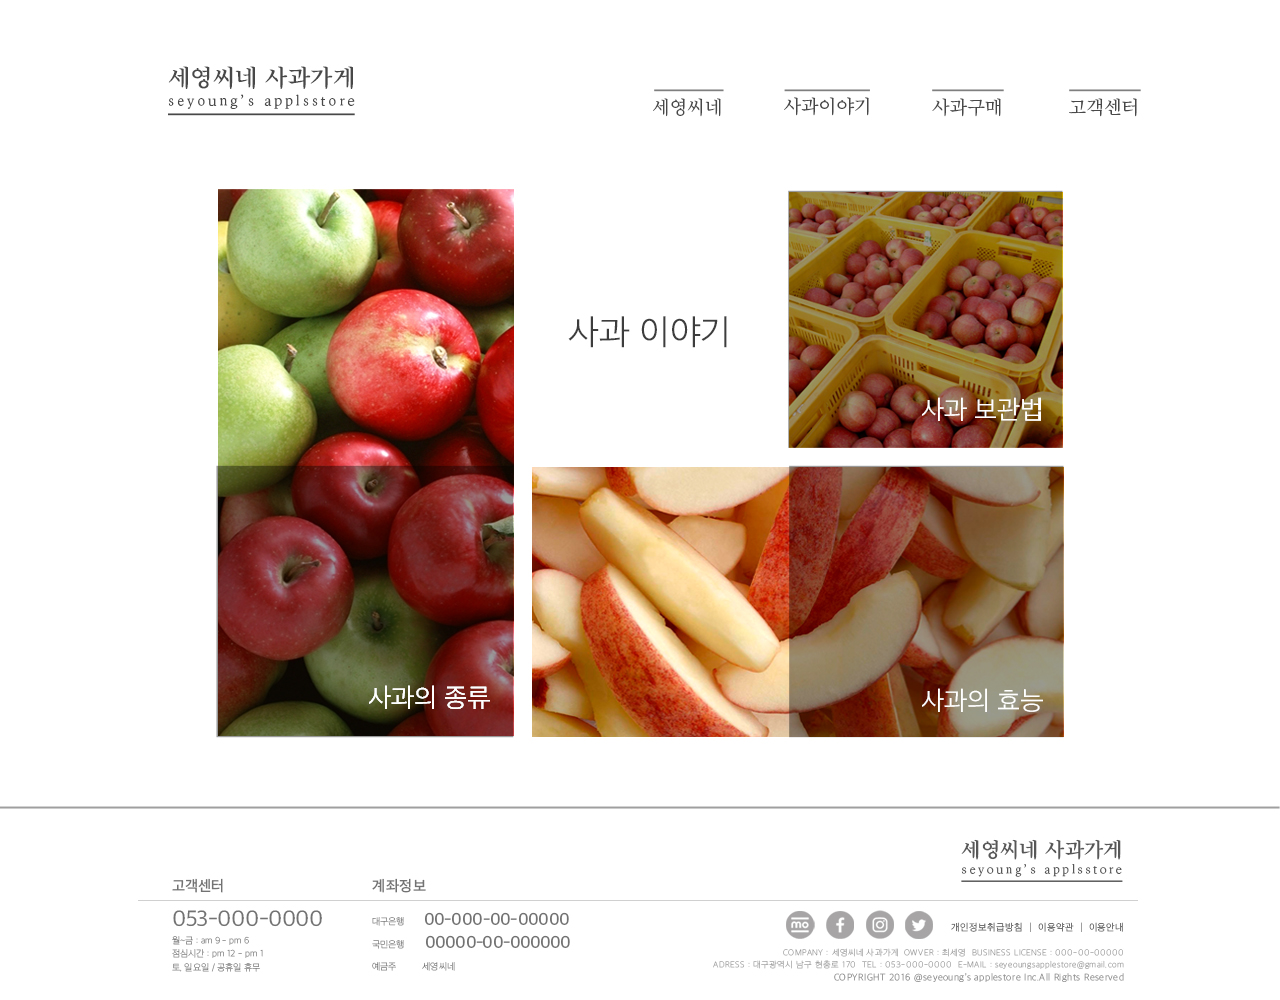 세영씨네 사과가게
seyoung's applsstore
세영씨네 사과이야기 사과구매 고객센터
사과 이야기
사과 보관법
사과의 종류
사과의 효능
세영씨네 사과가게
seyoung's applsstore
고객센터
053-000-0000
월-금 : am 9 - pm 6
점심시간 : pm 12 - pm 1
토, 일요일 / 공휴일 휴무
계좌정보
대구은행 00-000-00-00000
국민은행 00000-00-000000
예금주 세영씨네
mo f
개인정보취급방침 | 이용약관 | 이용안내
COMPANY : 세영씨네 사과가게 OWVER : 최세영 BUSINESS LICENSE : 000-00-00000
ADRESS : 대구광역시 남구 현충로 170 TEL : 053-000-0000 E-MAIL : seyeoungsapplestore@gmail.com
COPYRIGHT 2016 @seyeoung's applestore Inc.All Rights Reserved